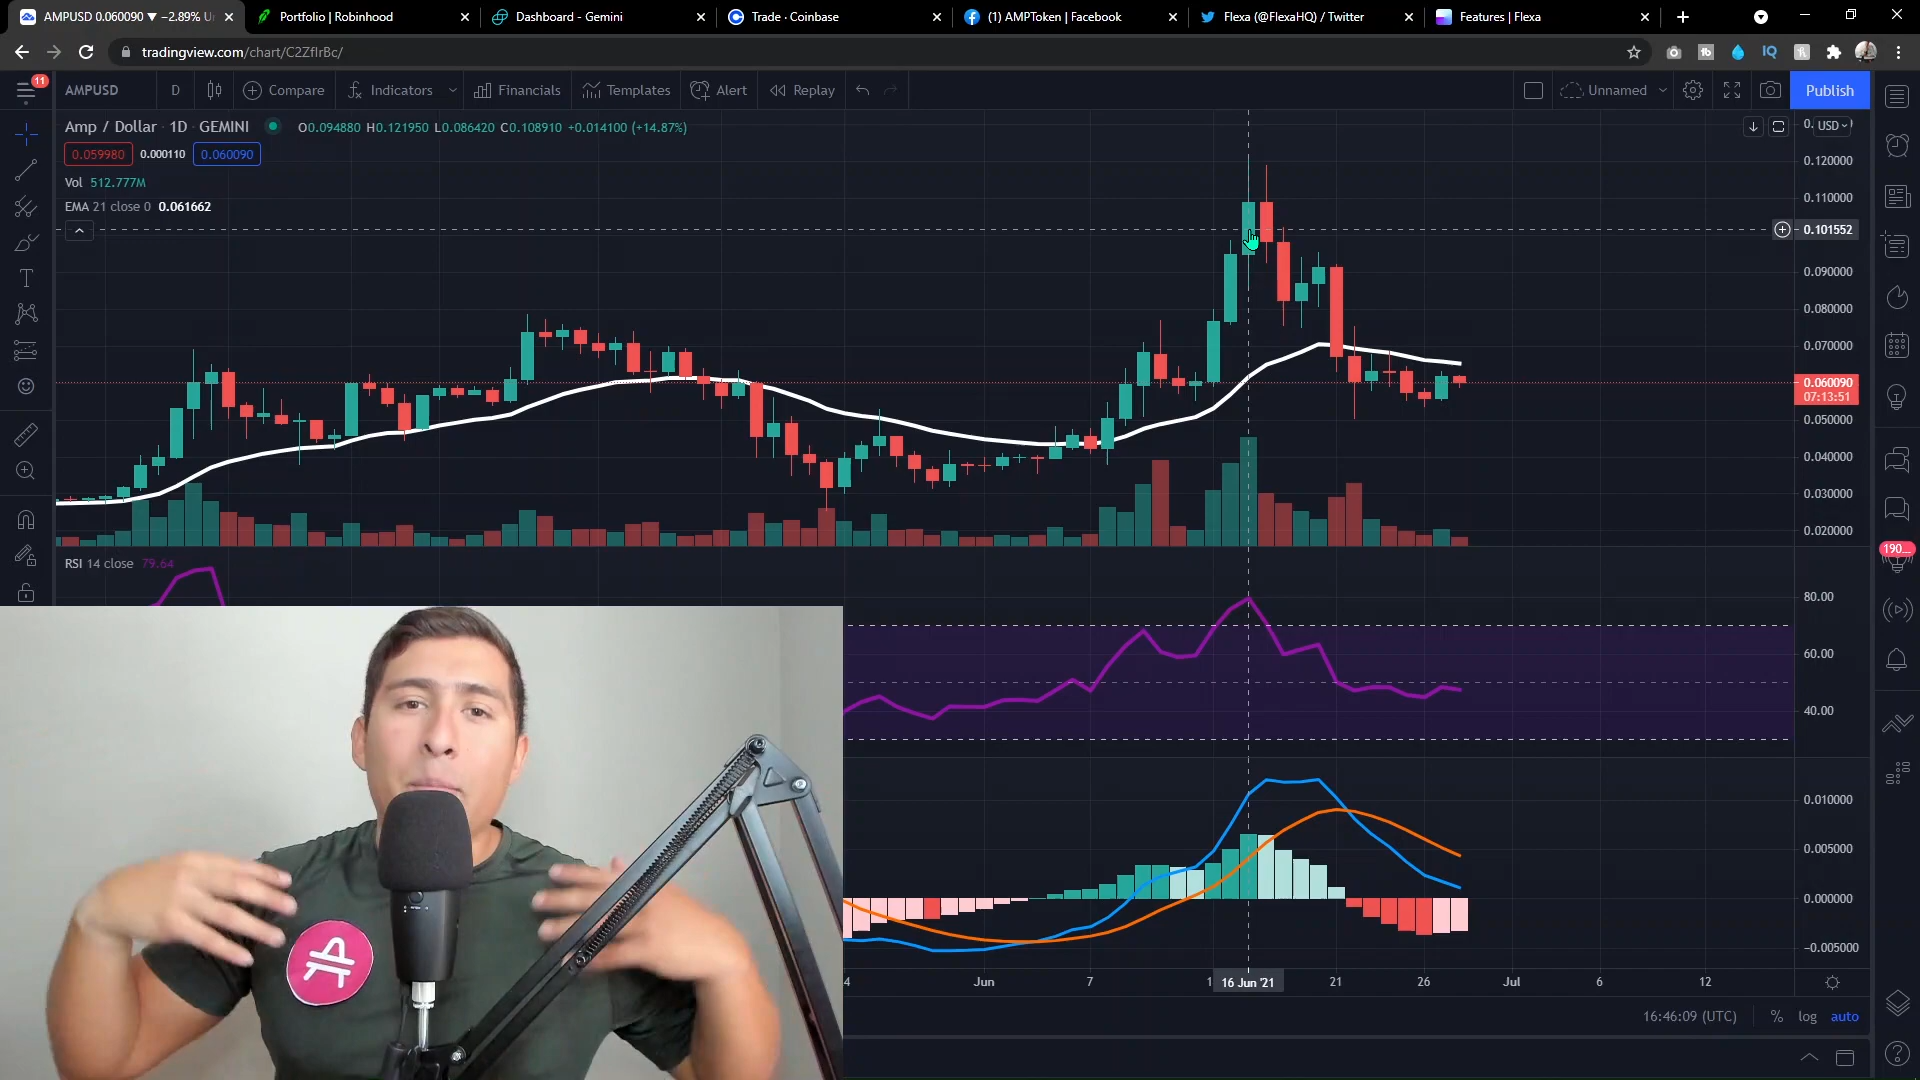 AMPUSD 0.060090 ▼ −2.89% U
Portfolio | Robinhood
Dashboard - Gemini
Trade · Coinbase
(1) AMPToken | Facebook
Flexa (@FlexaHQ) / Twitter
Features | Flexa
tradingview.com/chart/C2ZfIrBc/
11
AMPUSD
D
Compare
Indicators
Financials
Templates
Alert
Replay
Unnamed
Publish
Amp / Dollar · 1D · GEMINI
O0.094880 H0.121950 L0.086420 C0.108910 +0.014100 (+14.87%)
USD
0.059980
0.000110
0.060090
Vol 512.777M
EMA 21 close 0 0.061662
0.120000
0.110000
0.101552
0.090000
0.080000
0.070000
0.060090
07:13:51
0.050000
0.040000
0.030000
0.020000
RSI 14 close 79.64
190...
80.00
60.00
40.00
0.010000
0.005000
0.000000
−0.005000
4
Jun
7
1
16 Jun '21
21
26
Jul
6
12
16:46:09 (UTC)
%
log
auto